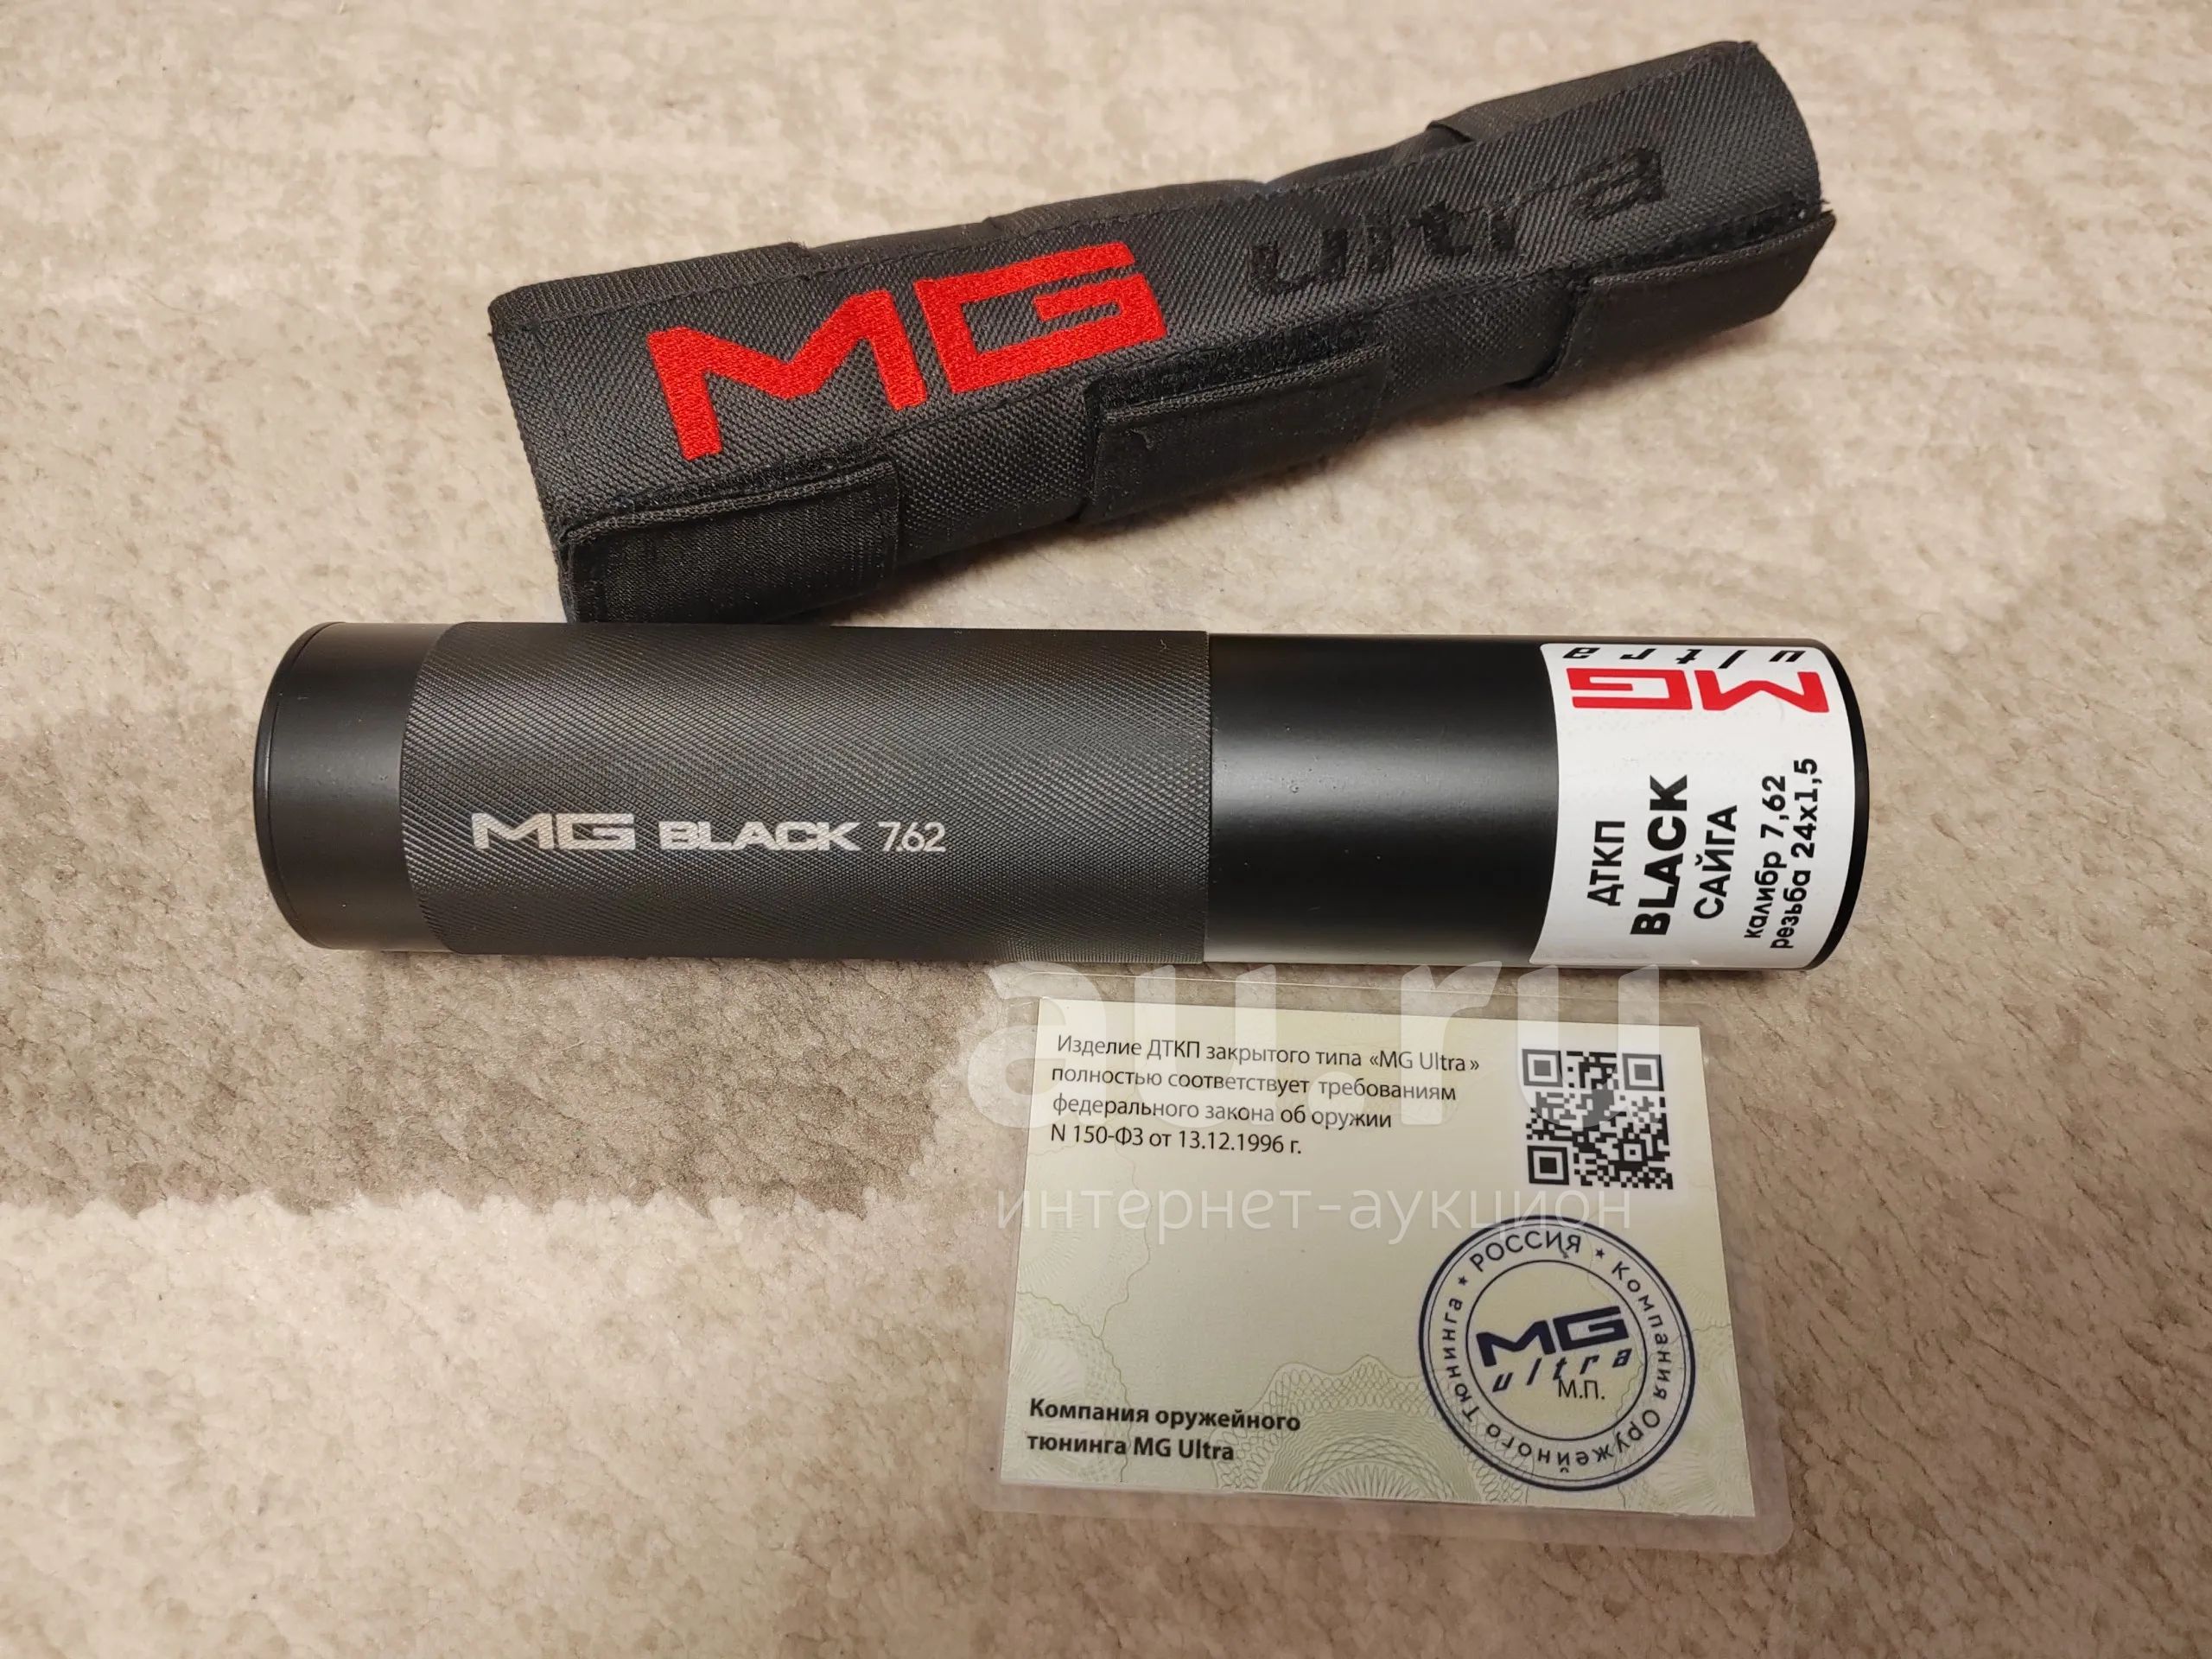 MG ultra
MG BLACK 7.62
MG
ultra
ДТКП
BLACK
САЙГА
калибр 7,62
резьба 24x1,5
au.ru
интернет-аукцион
Изделие ДТКП закрытого типа «MG Ultra»
полностью соответствует требованиям
федерального закона об оружии
N 150-ФЗ от 13.12.1996 г.
Компания оружейного
тюнинга MG Ultra
★ РОССИЯ ★ Компания Оружейного Тюнинга
MG
ultra
М.П.